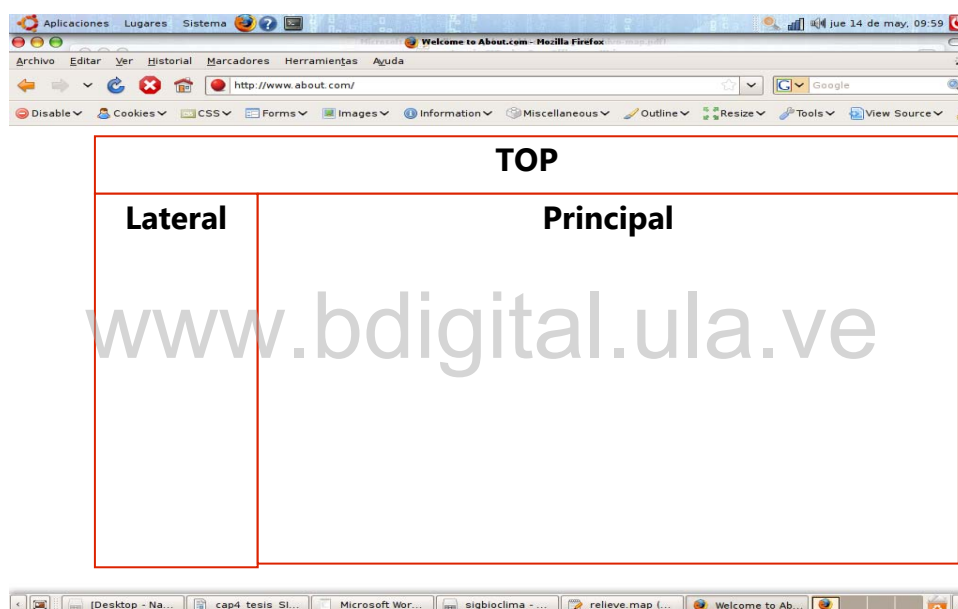 Aplicaciones Lugares Sistema jue 14 de may, 09:59
Welcome to About.com - Mozilla Firefox
Archivo Editar Ver Historial Marcadores Herramientas Ayuda
http://www.about.com/ G Google
Disable Cookies CSS Forms Images Information Miscellaneous Outline Resize Tools View Source
TOP
Lateral Principal
www.bdigital.ula.ve
[Desktop - Na... cap4 tesis SI... Microsoft Wor... sigbioclima - ... relieve.map (... Welcome to Ab...